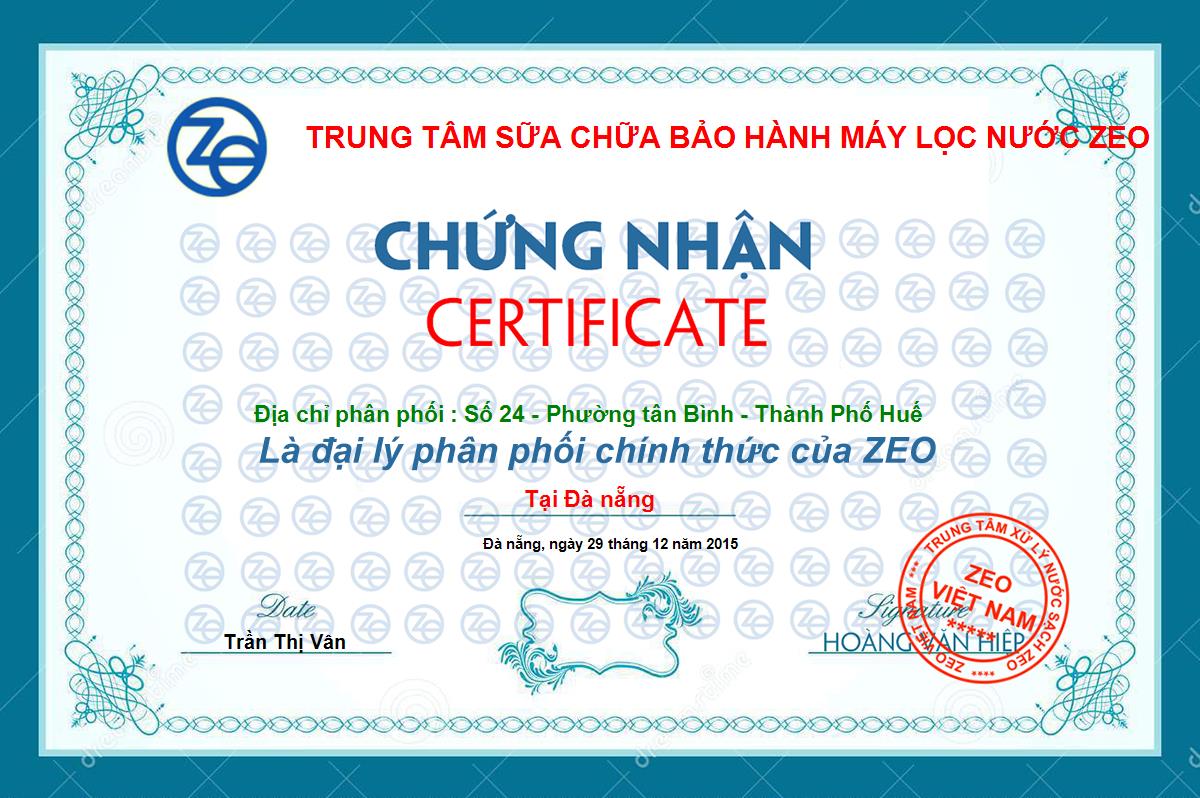 Ze
TRUNG TÂM SỮA CHỮA BẢO HÀNH MÁY LỌC NƯỚC ZEO
CHỨNG NHẬN
CERTIFICATE
Địa chỉ phân phối : Số 24 - Phường tân Bình - Thành Phố Huế
Là đại lý phân phối chính thức của ZEO
Tại Đà nẵng
Đà nẵng, ngày 29 tháng 12 năm 2015
Date
Trần Thị Vân
Signature
HOÀNG VĂN HIỆP
TRUNG TÂM XỬ LÝ NƯỚC SẠCH ZEO
*** ZEO VIỆT NAM ***
ZEO
VIỆT NAM
*****
dreamstime